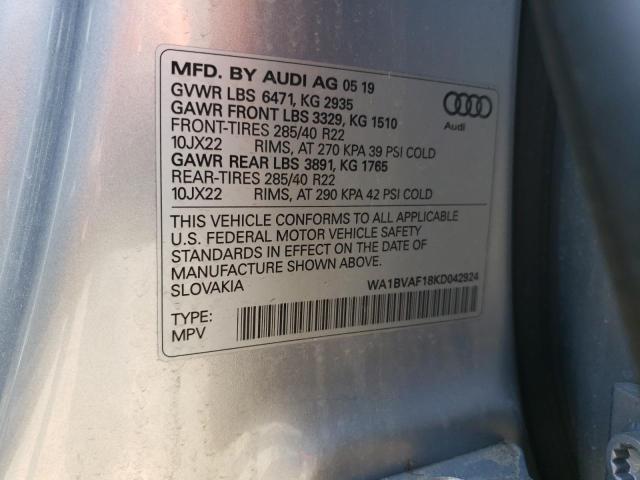 MFD. BY AUDI AG 05 19
GVWR LBS 6471, KG 2935
GAWR FRONT LBS 3329, KG 1510
FRONT-TIRES 285/40 R22
10JX22 RIMS, AT 270 KPA 39 PSI COLD
GAWR REAR LBS 3891, KG 1765
REAR-TIRES 285/40 R22
10JX22 RIMS, AT 290 KPA 42 PSI COLD
Audi
THIS VEHICLE CONFORMS TO ALL APPLICABLE
U.S. FEDERAL MOTOR VEHICLE SAFETY
STANDARDS IN EFFECT ON THE DATE OF
MANUFACTURE SHOWN ABOVE.
SLOVAKIA WA1BVAF18KD042924
TYPE:
MPV